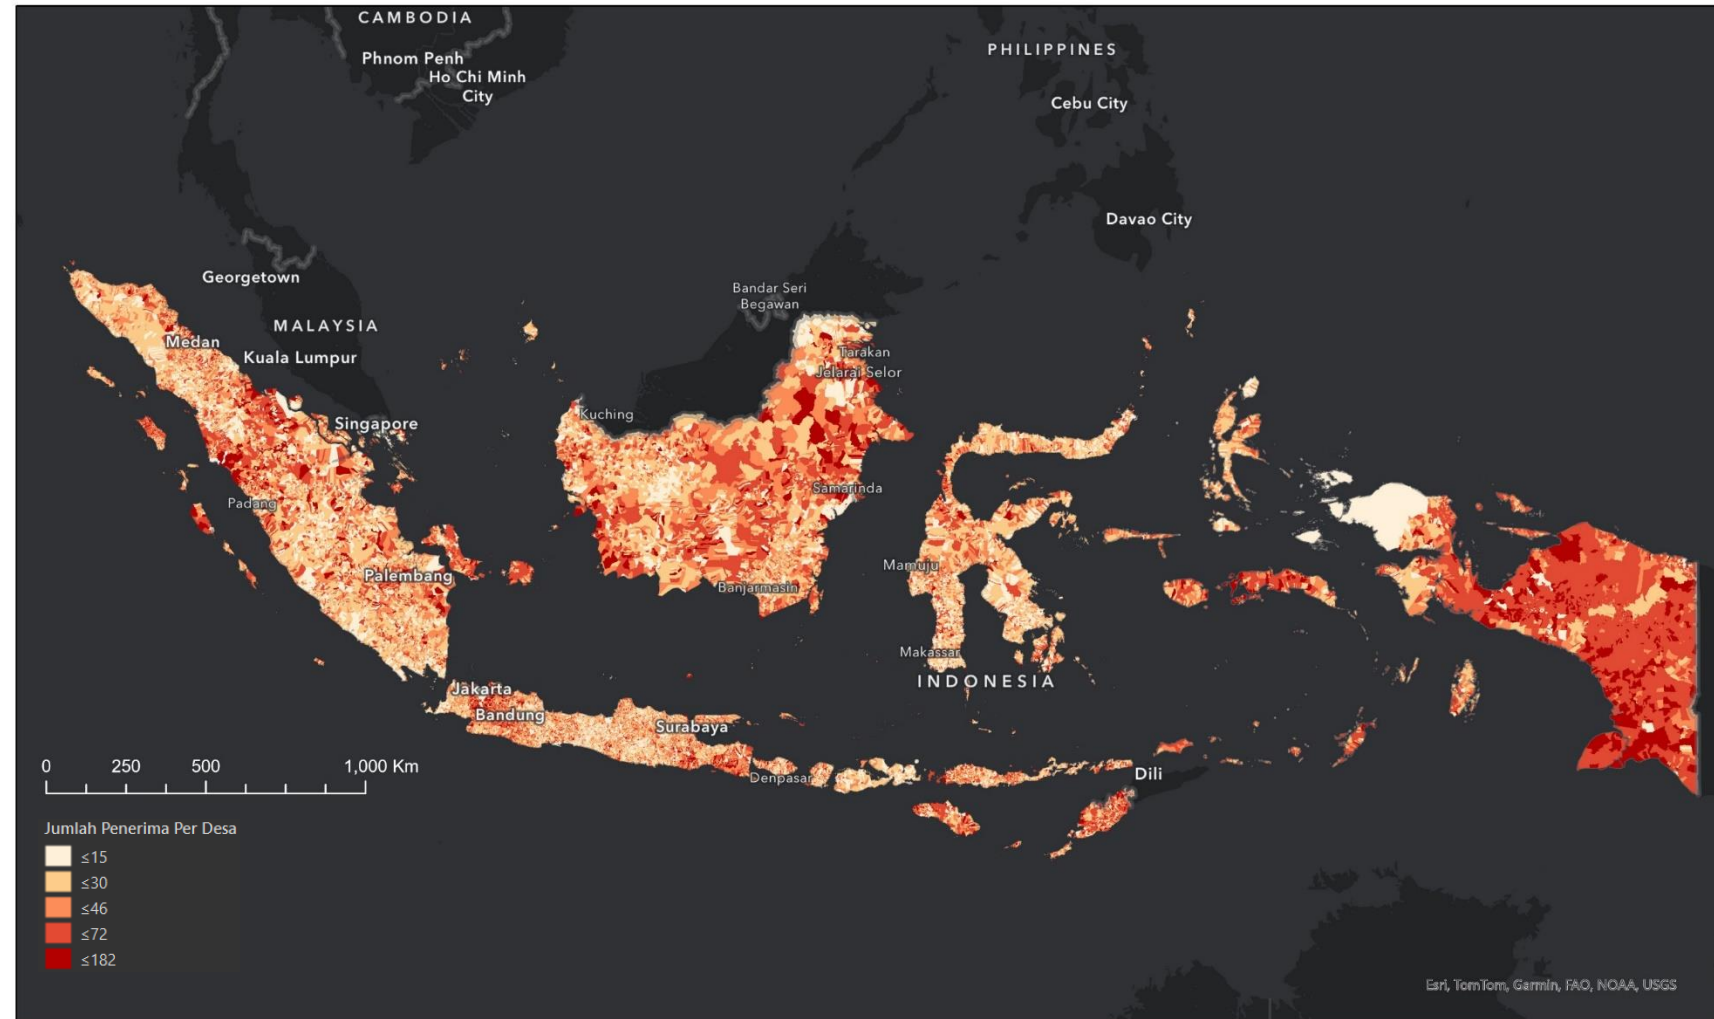 CAMBODIA
PHILIPPINES
Phnom Penh
Ho Chi Minh
City
Cebu City
Davao City
Georgetown
Bandar Seri
Begawan
MALAYSIA
Medan
Kuala Lumpur
Tarakan
Jelarai Selor
Kuching
Singapore
Samarinda
Padang
Mamuju
Palembang
Banjarmasin
Makassar
INDONESIA
Jakarta
Bandung
Surabaya
Denpasar
Dili
0 250 500 1,000 Km
Jumlah Penerima Per Desa
≤15
≤30
≤46
≤72
≤182
Esri, TomTom, Garmin, FAO, NOAA, USGS